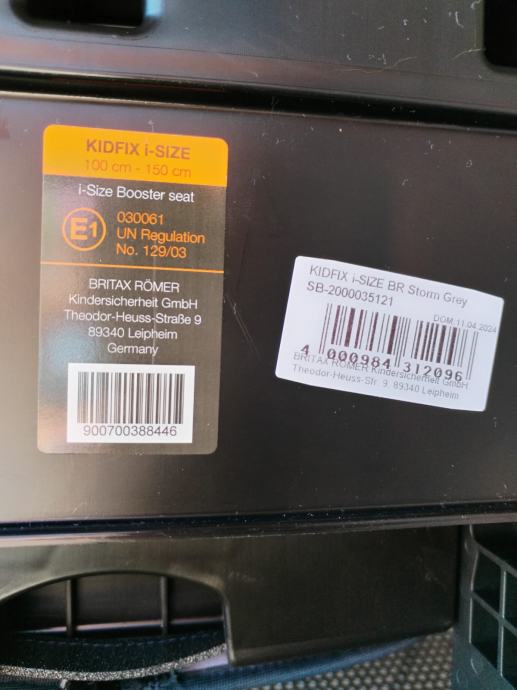 KIDFIX i-SIZE
100 cm - 150 cm
i-Size Booster seat
E1
030061
UN Regulation
No. 129/03
BRITAX RÖMER
Kindersicherheit GmbH
Theodor-Heuss-Straße 9
89340 Leipheim
Germany
900700388446
KIDFIX i-SIZE BR Storm Grey
SB-2000035121
DOM:11.04.2024
4 000984 312096
BRITAX RÖMER Kindersicherheit GmbH
Theodor-Heuss-Str. 9, 89340 Leipheim